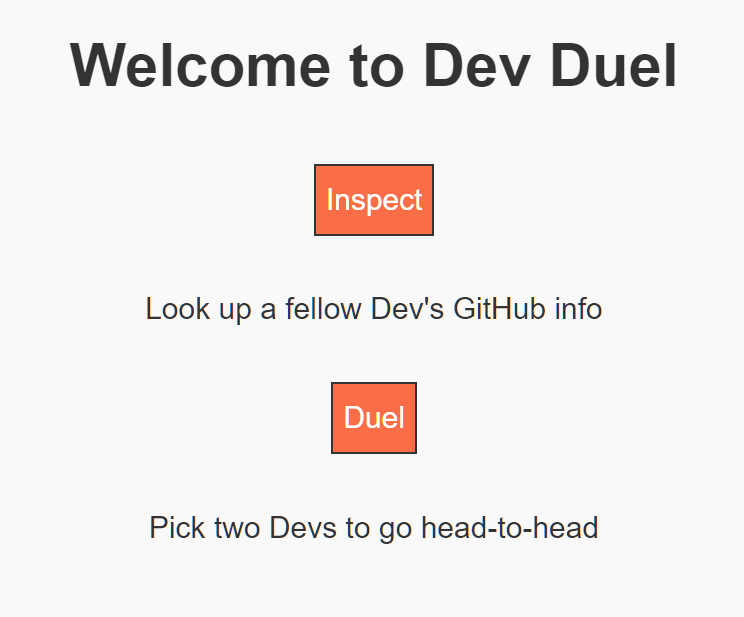 Welcome to Dev Duel
Inspect
Look up a fellow Dev's GitHub info
Duel
Pick two Devs to go head-to-head